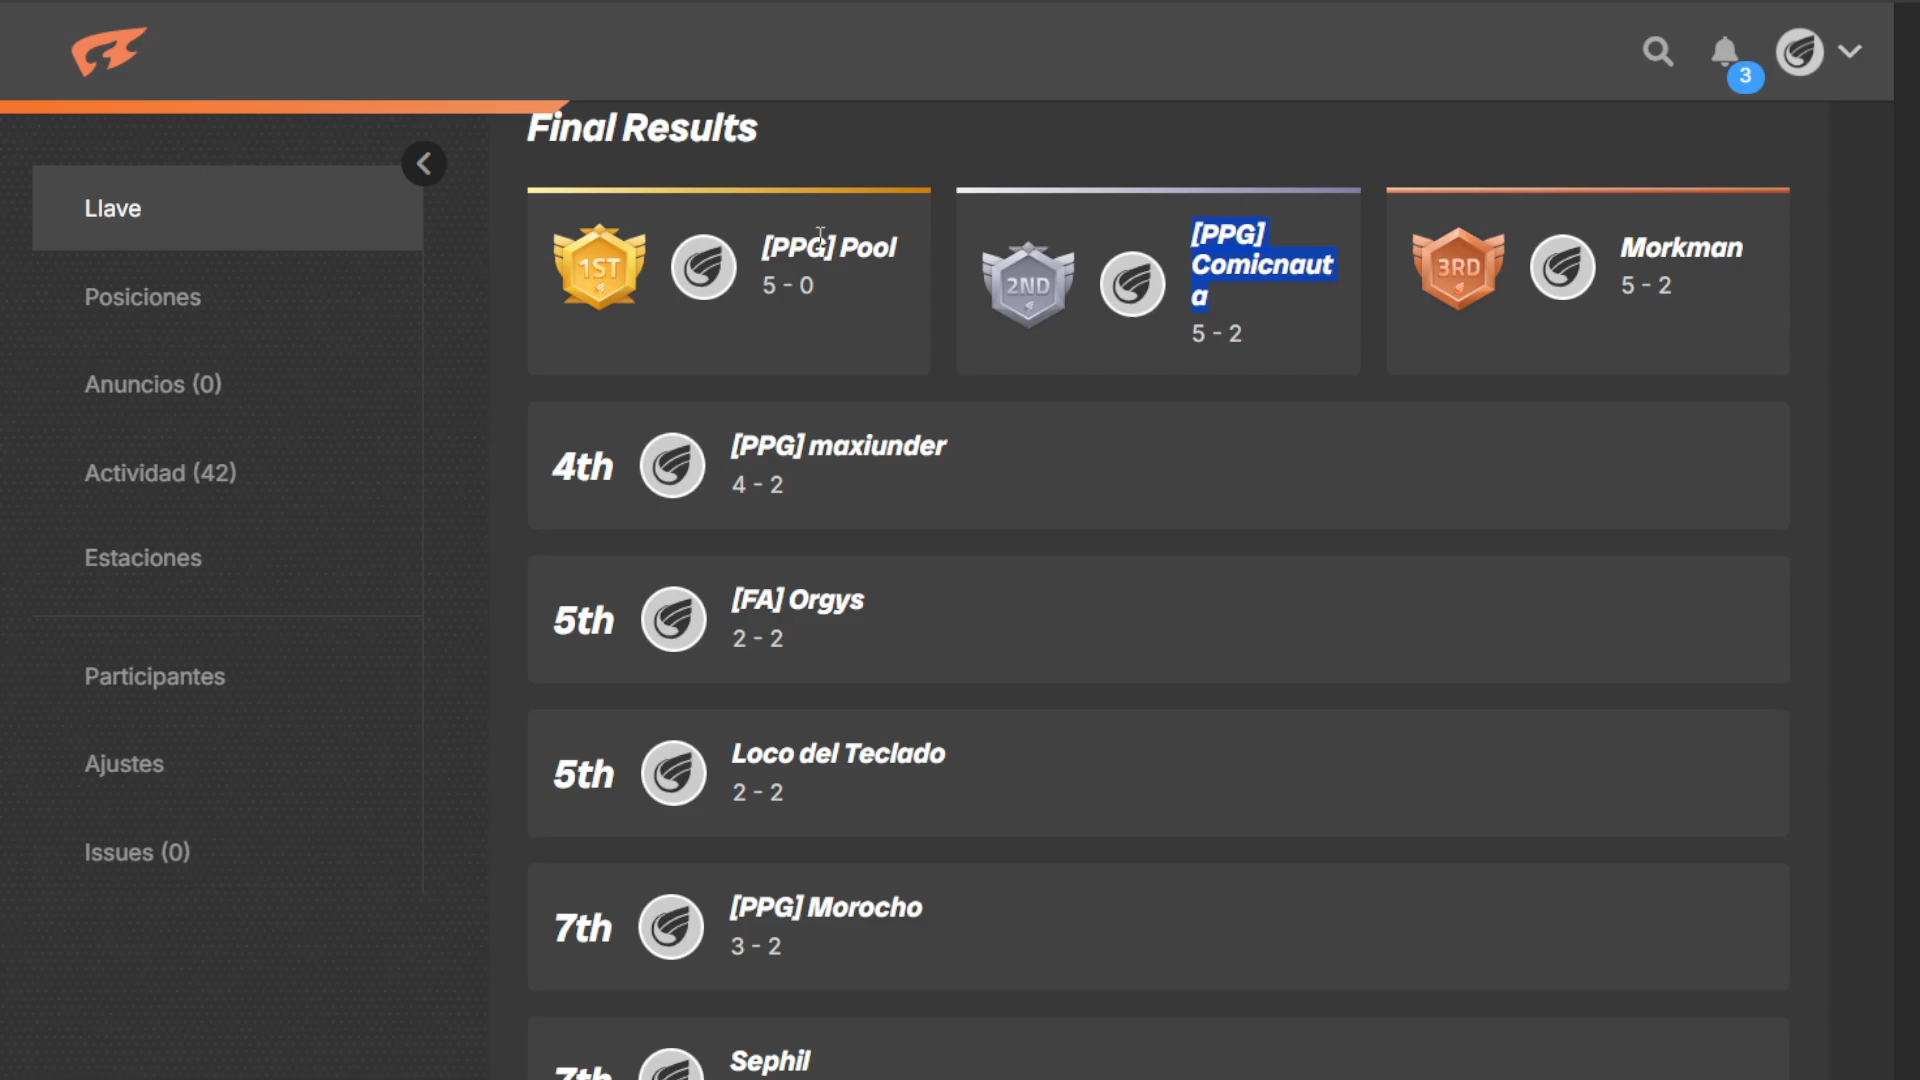 3
Final Results
Llave
Posiciones
Anuncios (0)
Actividad (42)
Estaciones
Participantes
Ajustes
Issues (0)
1ST
[PPG] Pool
5 - 0
2ND
[PPG]
Comicnaut
a
5 - 2
3RD
Morkman
5 - 2
4th
[PPG] maxiunder
4 - 2
5th
[FA] Orgys
2 - 2
5th
Loco del Teclado
2 - 2
7th
[PPG] Morocho
3 - 2
7th
Sephil